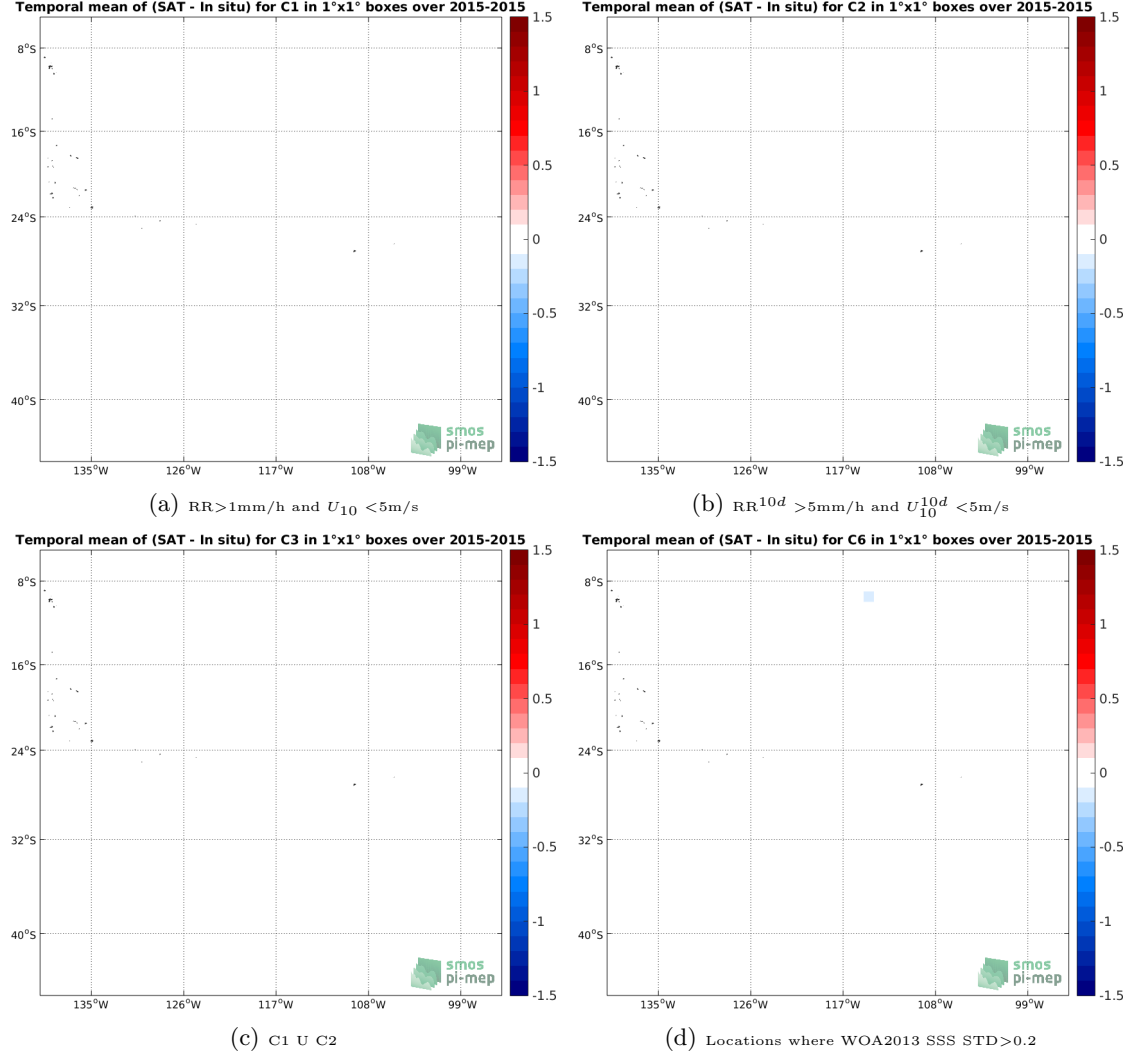 Temporal mean of (SAT - In situ) for C1 in 1°x1° boxes over 2015-2015
8°S
16°S
24°S
32°S
40°S
135°W 126°W 117°W 108°W 99°W
1.5
1
0.5
0
-0.5
-1
-1.5
smos
pi-mep
(a) RR>1mm/h and U10 <5m/s
Temporal mean of (SAT - In situ) for C2 in 1°x1° boxes over 2015-2015
8°S
16°S
24°S
32°S
40°S
135°W 126°W 117°W 108°W 99°W
1.5
1
0.5
0
-0.5
-1
-1.5
smos
pi-mep
(b) RR10d >5mm/h and U10 10d <5m/s
Temporal mean of (SAT - In situ) for C3 in 1°x1° boxes over 2015-2015
8°S
16°S
24°S
32°S
40°S
135°W 126°W 117°W 108°W 99°W
1.5
1
0.5
0
-0.5
-1
-1.5
smos
pi-mep
(c) C1 U C2
Temporal mean of (SAT - In situ) for C6 in 1°x1° boxes over 2015-2015
8°S
16°S
24°S
32°S
40°S
135°W 126°W 117°W 108°W 99°W
1.5
1
0.5
0
-0.5
-1
-1.5
smos
pi-mep
(d) Locations where WOA2013 SSS STD>0.2